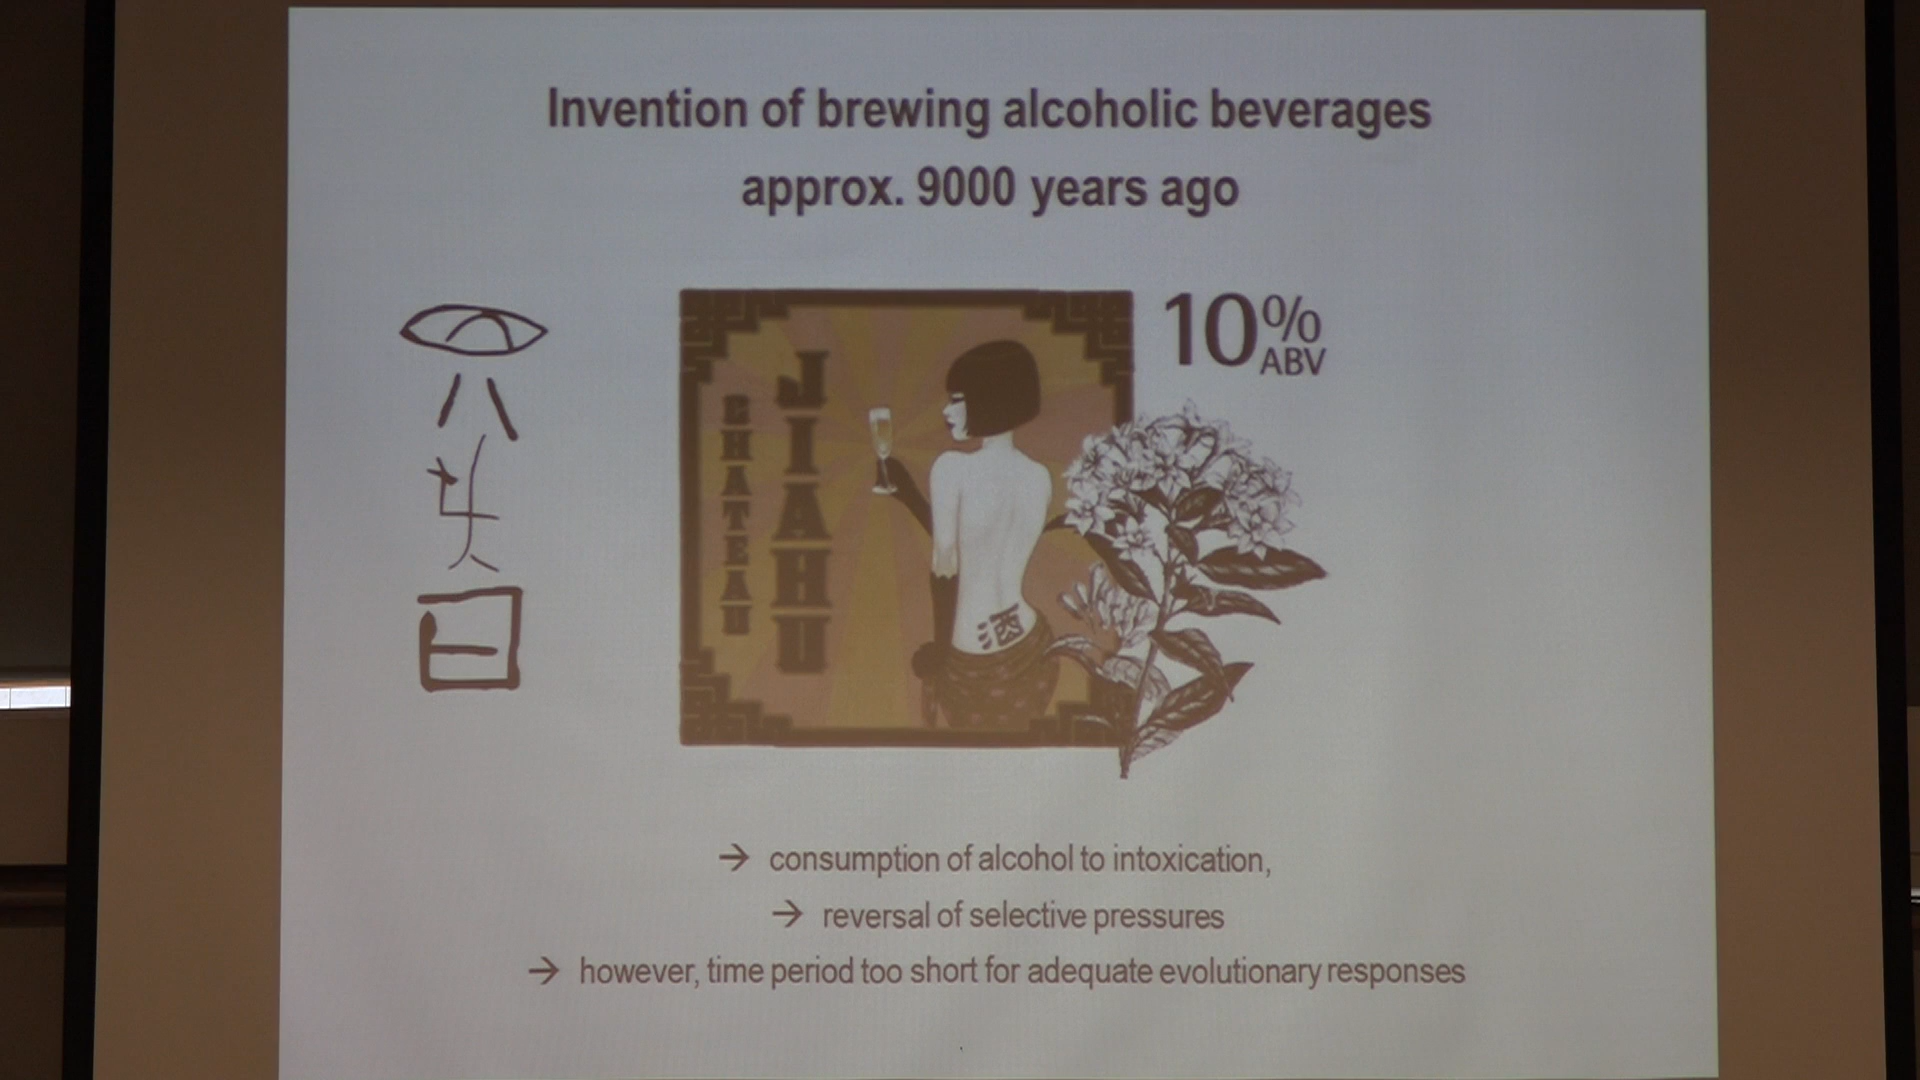 Invention of brewing alcoholic beverages
approx. 9000 years ago
CHATEAU
JIAHU
酒
10%
ABV
→ consumption of alcohol to intoxication,
→ reversal of selective pressures
→ however, time period too short for adequate evolutionary responses